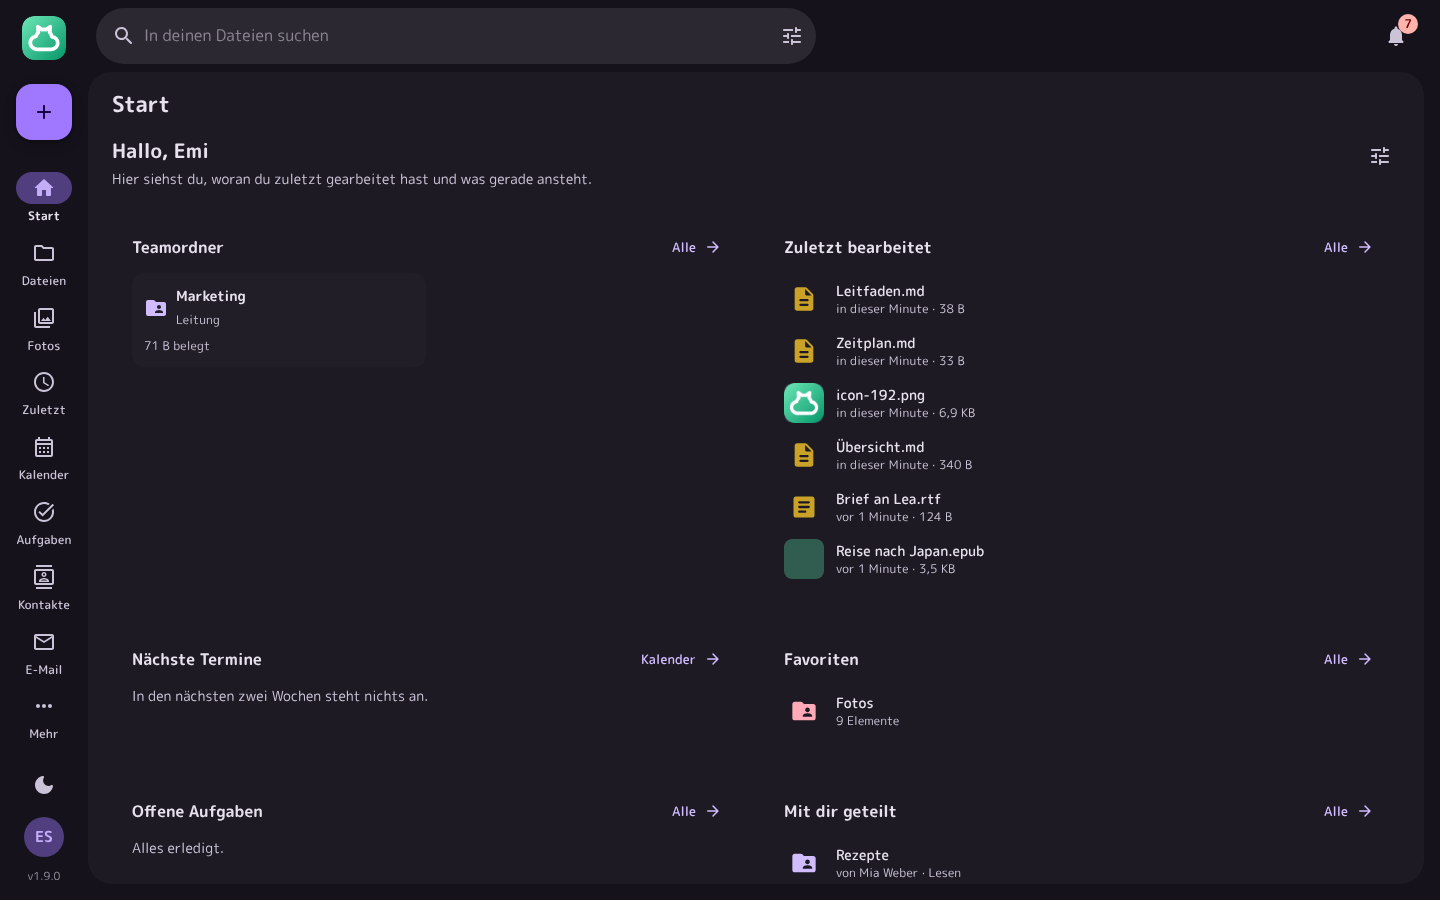 In deinen Dateien suchen
7
Start
Hallo, Emi
Hier siehst du, woran du zuletzt gearbeitet hast und was gerade ansteht.
Start
Dateien
Fotos
Zuletzt
Kalender
Aufgaben
Kontakte
E-Mail
Mehr
ES
v1.9.0
Teamordner
Alle
Marketing
Leitung
71 B belegt
Zuletzt bearbeitet
Alle
Leitfaden.md
in dieser Minute · 38 B
Zeitplan.md
in dieser Minute · 33 B
icon-192.png
in dieser Minute · 6,9 KB
Übersicht.md
in dieser Minute · 340 B
Brief an Lea.rtf
vor 1 Minute · 124 B
Reise nach Japan.epub
vor 1 Minute · 3,5 KB
Nächste Termine
Kalender
In den nächsten zwei Wochen steht nichts an.
Favoriten
Alle
Fotos
9 Elemente
Offene Aufgaben
Alle
Alles erledigt.
Mit dir geteilt
Alle
Rezepte
von Mia Weber · Lesen